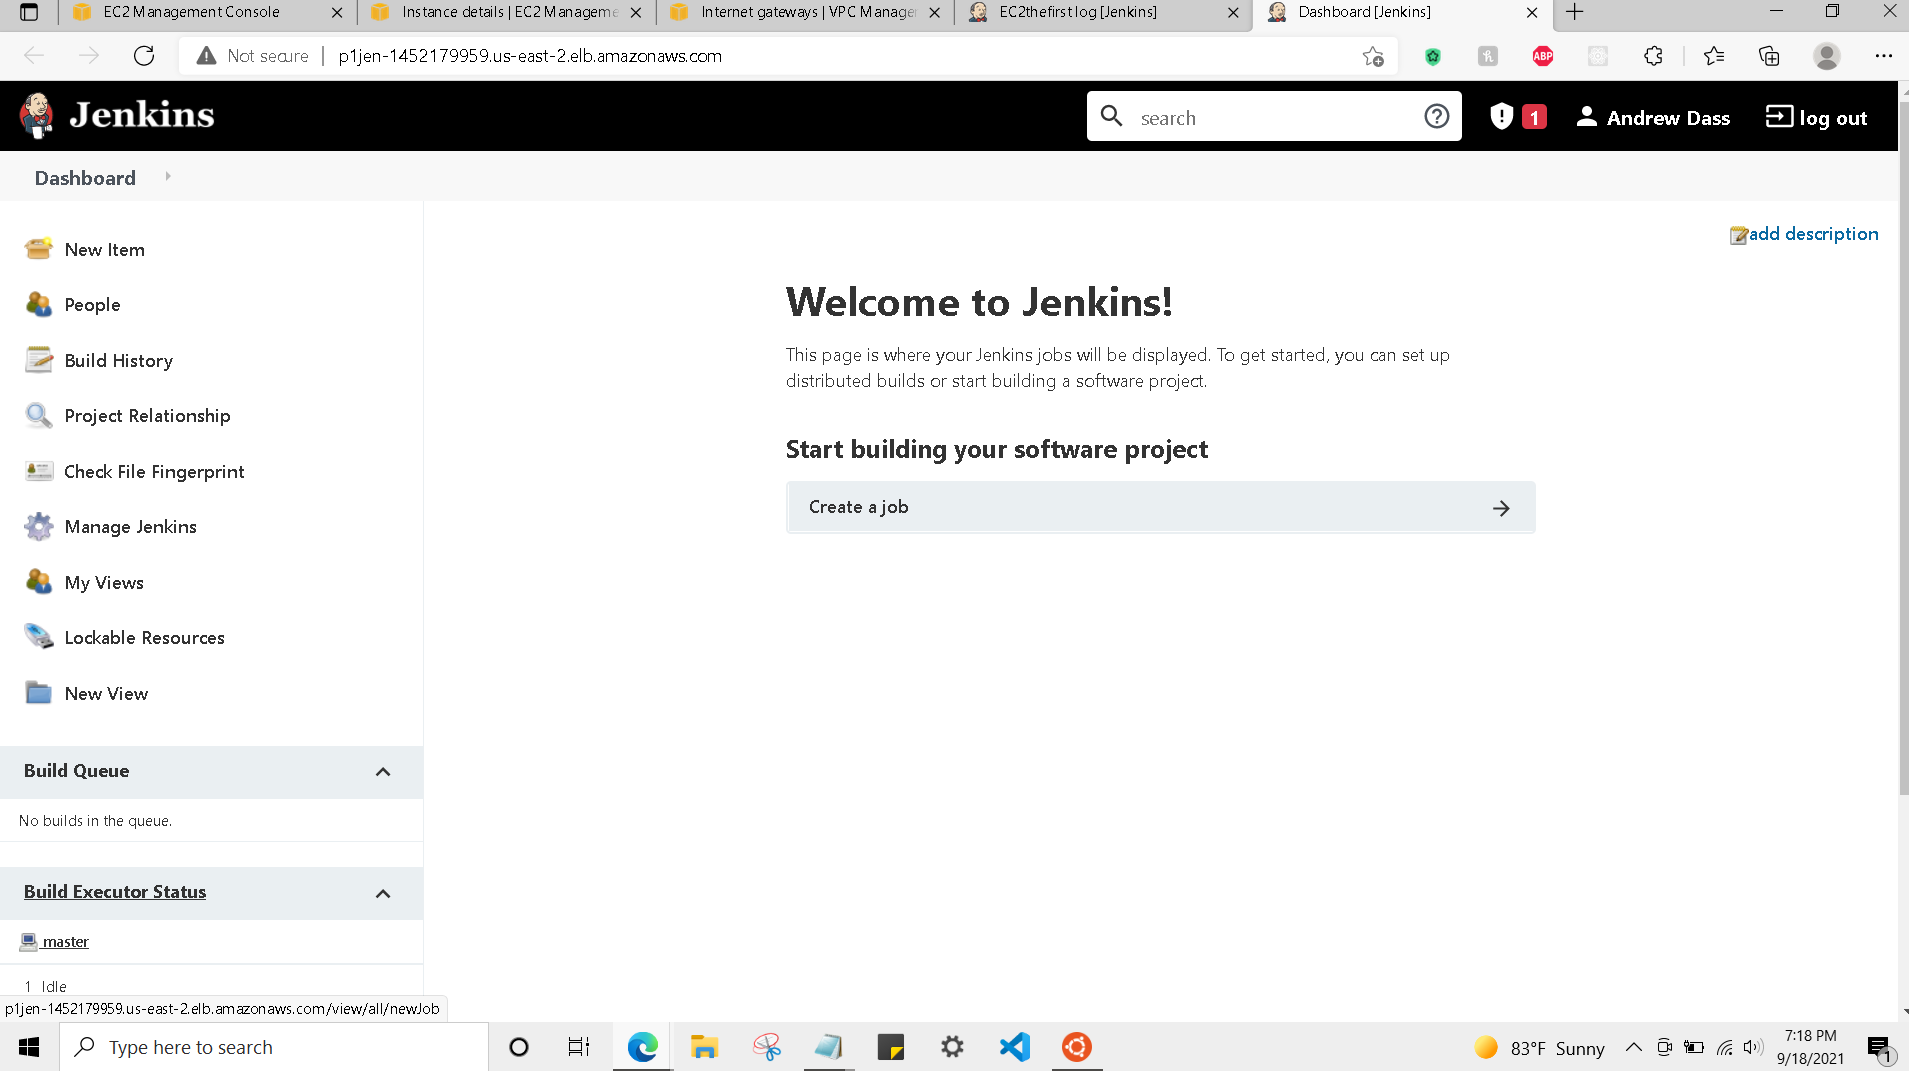 EC2 Management Console
Instance details | EC2 Manageme
Internet gateways | VPC Manager
EC2thefirst log [Jenkins]
Dashboard [Jenkins]
Not secure
p1jen-1452179959.us-east-2.elb.amazonaws.com
ABP
Jenkins
search
1
Andrew Dass
log out
Dashboard
New Item
People
Build History
Project Relationship
Check File Fingerprint
Manage Jenkins
My Views
Lockable Resources
New View
Build Queue
No builds in the queue.
Build Executor Status
master
1 Idle
add description
Welcome to Jenkins!
This page is where your Jenkins jobs will be displayed. To get started, you can set up
distributed builds or start building a software project.
Start building your software project
Create a job
p1jen-1452179959.us-east-2.elb.amazonaws.com/view/all/newJob
Type here to search
83°F Sunny
7:18 PM
9/18/2021
1